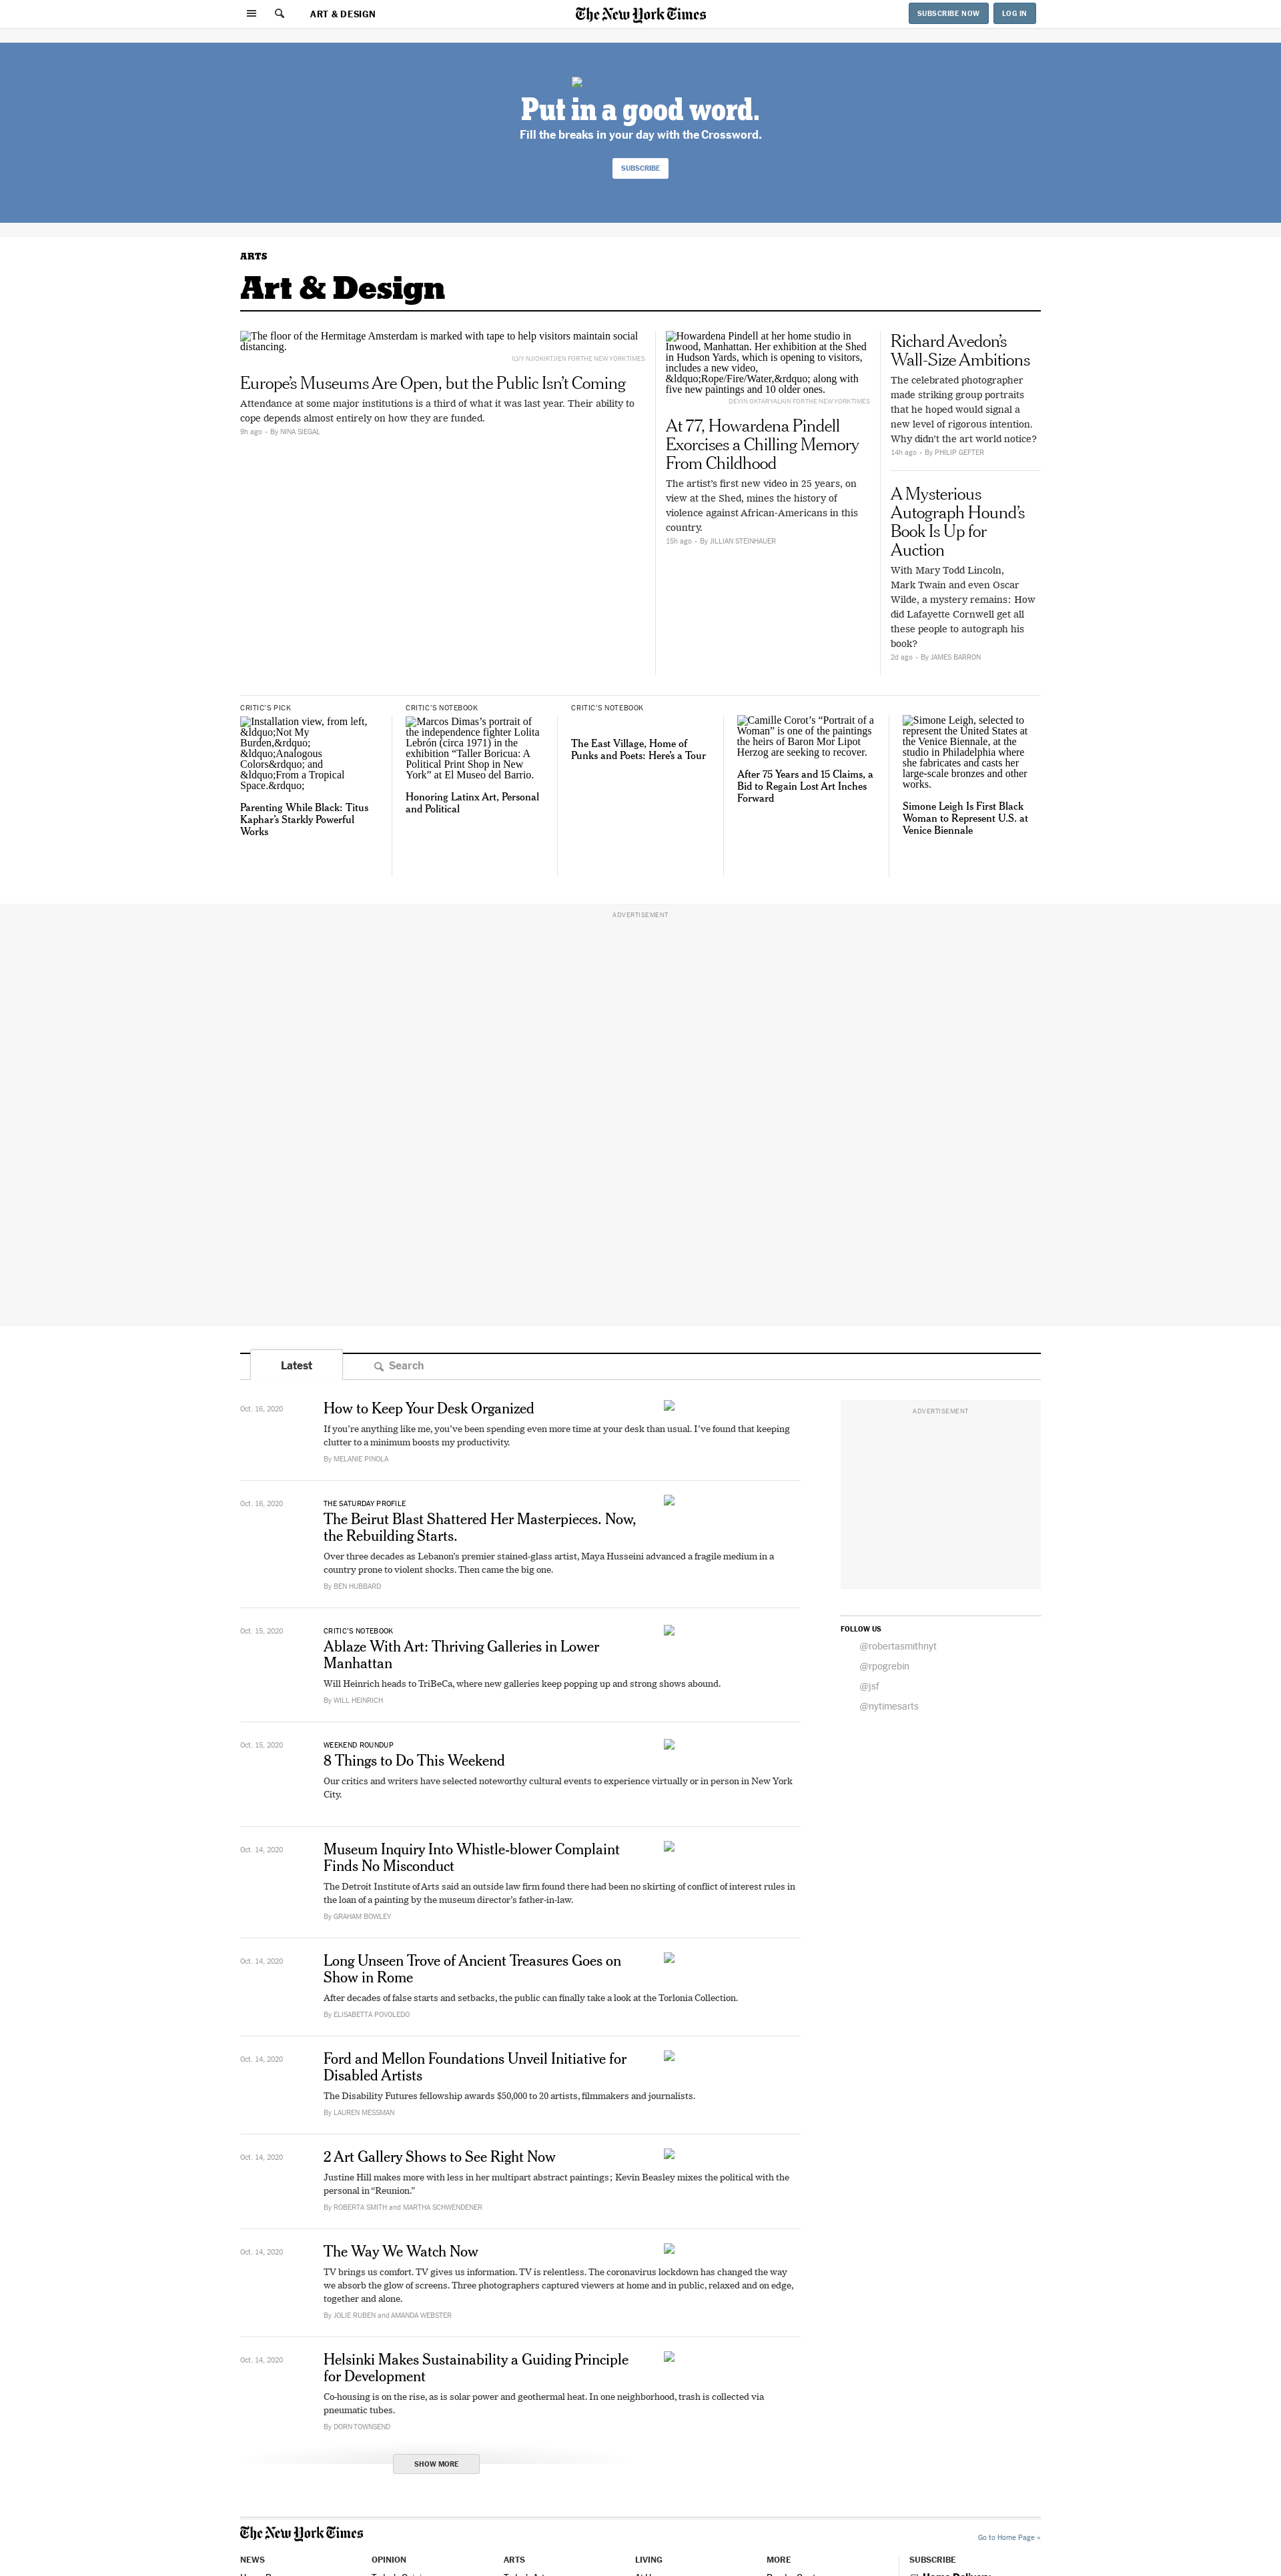 ART & DESIGN
The New York Times
SUBSCRIBE NOW
LOG IN
Put in a good word.
Fill the breaks in your day with the Crossword.
SUBSCRIBE
ARTS
Art & Design
The floor of the Hermitage Amsterdam is marked with tape to help visitors maintain social
distancing.
ILVY NJIOKIKTJIEN FOR THE NEW YORK TIMES
Europe’s Museums Are Open, but the Public Isn’t Coming
Attendance at some major institutions is a third of what it was last year. Their ability to
cope depends almost entirely on how they are funded.
9h ago • By NINA SIEGAL
Howardena Pindell at her home studio in
Inwood, Manhattan. Her exhibition at the Shed
in Hudson Yards, which is opening to visitors,
includes a new video,
&ldquo;Rope/Fire/Water,&rdquo; along with
five new paintings and 10 older ones.
DEVIN OKTAR YALKIN FOR THE NEW YORK TIMES
At 77, Howardena Pindell
Exorcises a Chilling Memory
From Childhood
The artist’s first new video in 25 years, on
view at the Shed, mines the history of
violence against African-Americans in this
country.
15h ago • By JILLIAN STEINHAUER
Richard Avedon’s
Wall-Size Ambitions
The celebrated photographer
made striking group portraits
that he hoped would signal a
new level of rigorous intention.
Why didn’t the art world notice?
14h ago • By PHILIP GEFTER
A Mysterious
Autograph Hound’s
Book Is Up for
Auction
With Mary Todd Lincoln,
Mark Twain and even Oscar
Wilde, a mystery remains: How
did Lafayette Cornwell get all
these people to autograph his
book?
2d ago • By JAMES BARRON
CRITIC’S PICK
Installation view, from left,
&ldquo;Not My
Burden,&rdquo;
&ldquo;Analogous
Colors&rdquo; and
&ldquo;From a Tropical
Space.&rdquo;
Parenting While Black: Titus
Kaphar’s Starkly Powerful
Works
CRITIC’S NOTEBOOK
Marcos Dimas’s portrait of
the independence fighter Lolita
Lebrón (circa 1971) in the
exhibition “Taller Boricua: A
Political Print Shop in New
York” at El Museo del Barrio.
Honoring Latinx Art, Personal
and Political
CRITIC’S NOTEBOOK
The East Village, Home of
Punks and Poets: Here’s a Tour
Camille Corot’s “Portrait of a
Woman” is one of the paintings
the heirs of Baron Mor Lipot
Herzog are seeking to recover.
After 75 Years and 15 Claims, a
Bid to Regain Lost Art Inches
Forward
Simone Leigh, selected to
represent the United States at
the Venice Biennale, at the
studio in Philadelphia where
she fabricates and casts her
large-scale bronzes and other
works.
Simone Leigh Is First Black
Woman to Represent U.S. at
Venice Biennale
ADVERTISEMENT
Latest
Search
Oct. 16, 2020
How to Keep Your Desk Organized
If you’re anything like me, you’ve been spending even more time at your desk than usual. I’ve found that keeping
clutter to a minimum boosts my productivity.
By MELANIE PINOLA
Oct. 16, 2020
THE SATURDAY PROFILE
The Beirut Blast Shattered Her Masterpieces. Now,
the Rebuilding Starts.
Over three decades as Lebanon’s premier stained-glass artist, Maya Husseini advanced a fragile medium in a
country prone to violent shocks. Then came the big one.
By BEN HUBBARD
Oct. 15, 2020
CRITIC’S NOTEBOOK
Ablaze With Art: Thriving Galleries in Lower
Manhattan
Will Heinrich heads to TriBeCa, where new galleries keep popping up and strong shows abound.
By WILL HEINRICH
Oct. 15, 2020
WEEKEND ROUNDUP
8 Things to Do This Weekend
Our critics and writers have selected noteworthy cultural events to experience virtually or in person in New York
City.
Oct. 14, 2020
Museum Inquiry Into Whistle-blower Complaint
Finds No Misconduct
The Detroit Institute of Arts said an outside law firm found there had been no skirting of conflict of interest rules in
the loan of a painting by the museum director’s father-in-law.
By GRAHAM BOWLEY
Oct. 14, 2020
Long Unseen Trove of Ancient Treasures Goes on
Show in Rome
After decades of false starts and setbacks, the public can finally take a look at the Torlonia Collection.
By ELISABETTA POVOLEDO
Oct. 14, 2020
Ford and Mellon Foundations Unveil Initiative for
Disabled Artists
The Disability Futures fellowship awards $50,000 to 20 artists, filmmakers and journalists.
By LAUREN MESSMAN
Oct. 14, 2020
2 Art Gallery Shows to See Right Now
Justine Hill makes more with less in her multipart abstract paintings; Kevin Beasley mixes the political with the
personal in “Reunion.”
By ROBERTA SMITH and MARTHA SCHWENDENER
Oct. 14, 2020
The Way We Watch Now
TV brings us comfort. TV gives us information. TV is relentless. The coronavirus lockdown has changed the way
we absorb the glow of screens. Three photographers captured viewers at home and in public, relaxed and on edge,
together and alone.
By JOLIE RUBEN and AMANDA WEBSTER
Oct. 14, 2020
Helsinki Makes Sustainability a Guiding Principle
for Development
Co-housing is on the rise, as is solar power and geothermal heat. In one neighborhood, trash is collected via
pneumatic tubes.
By DORN TOWNSEND
SHOW MORE
ADVERTISEMENT
FOLLOW US
@robertasmithnyt
@rpogrebin
@jsf
@nytimesarts
The New York Times
Go to Home Page »
NEWS
OPINION
ARTS
LIVING
MORE
SUBSCRIBE